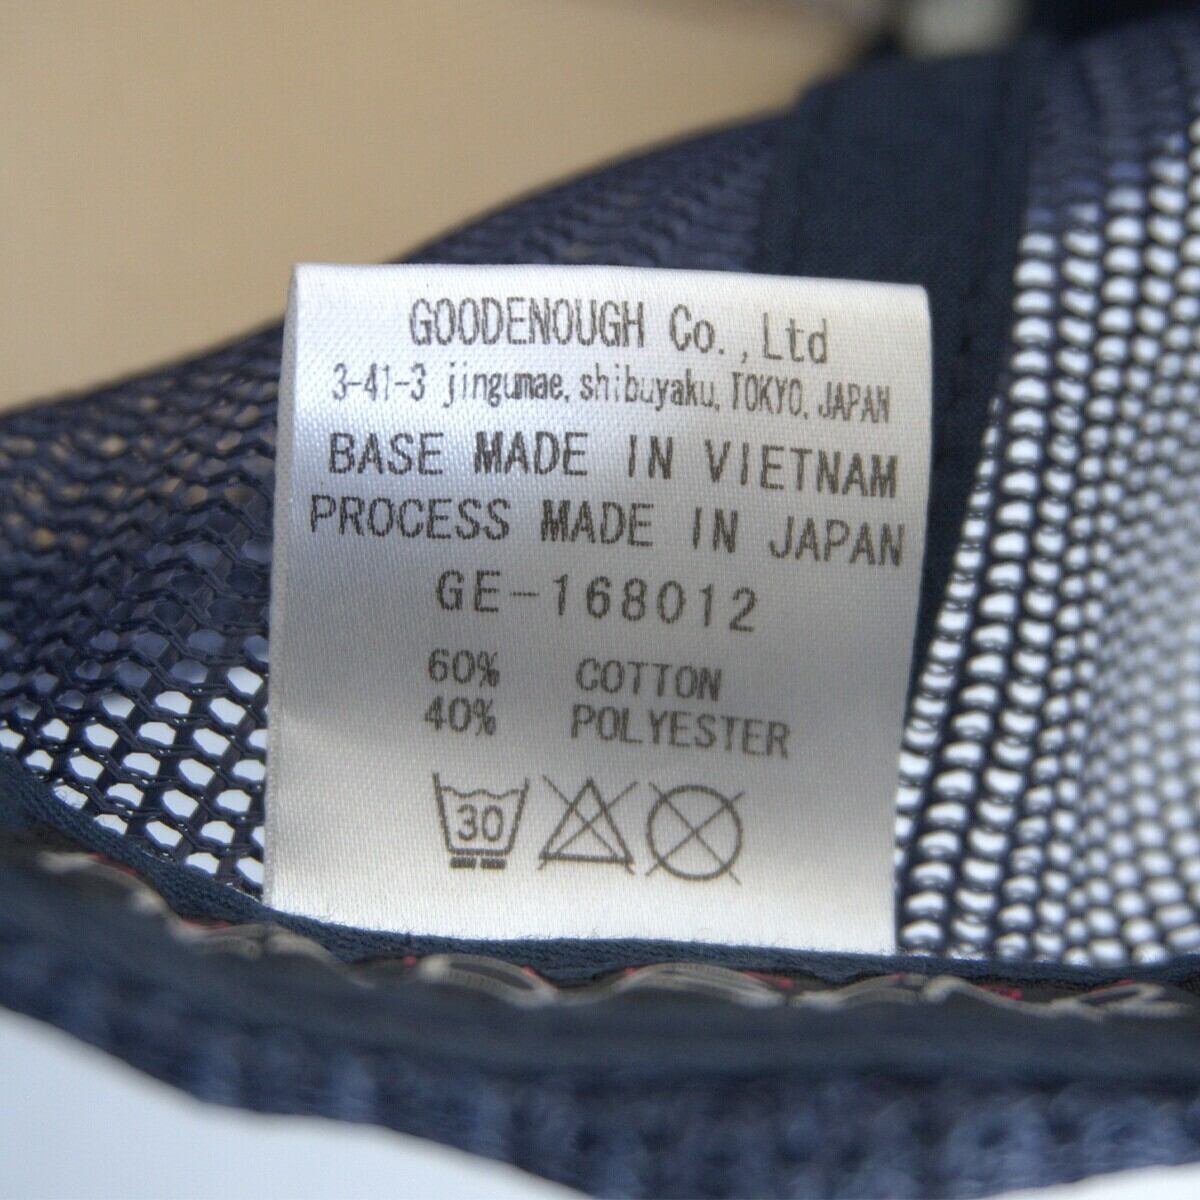 GOODENOUGH Co., Ltd
3-41-3 jingumae, shibuyaku, TOKYO, JAPAN
BASE MADE IN VIETNAM
PROCESS MADE IN JAPAN
GE-168012
60% COTTON
40% POLYESTER
30